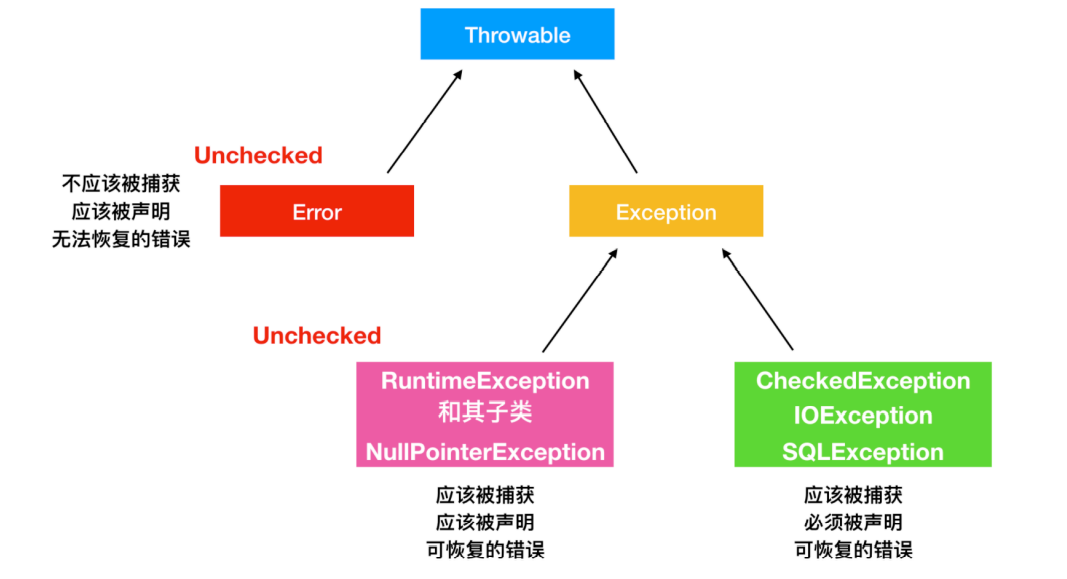 Throwable
Unchecked
不应该被捕获
应该被声明
无法恢复的错误
Error
Exception
Unchecked
RuntimeException
和其子类
NullPointerException
CheckedException
IOException
SQLException
应该被捕获
应该被声明
可恢复的错误
应该被捕获
必须被声明
可恢复的错误